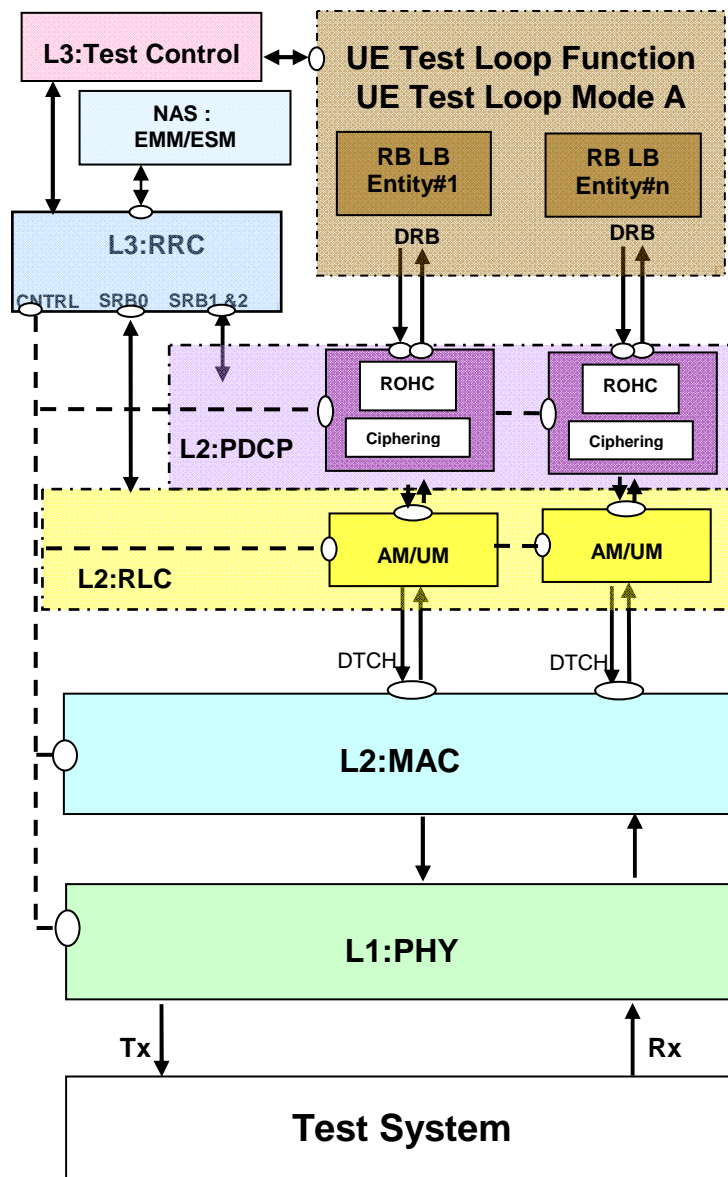 L3:Test Control
UE Test Loop Function
UE Test Loop Mode A
NAS :
EMM/ESM
RB LB
Entity#1
RB LB
Entity#n
DRB
DRB
L3:RRC
CNTRL
SRB0
SRB1 &2
ROHC
Ciphering
ROHC
Ciphering
L2:PDCP
AM/UM
AM/UM
L2:RLC
DTCH
DTCH
L2:MAC
L1:PHY
Tx
Rx
Test System